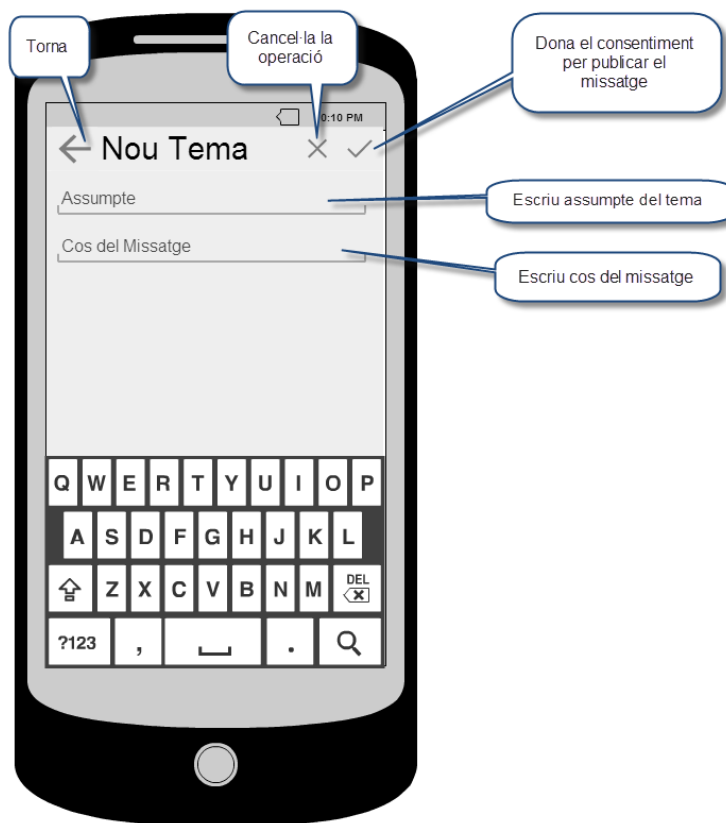 Torna
Cancel·la la
operació
Dona el consentiment
per publicar el
missatge
0:10 PM
Nou Tema
Assumpte
Escriu assumpte del tema
Cos del Missatge
Escriu cos del missatge
Q W E R T Y U I O P
A S D F G H J K L
Z X C V B N M DEL
?123 , .